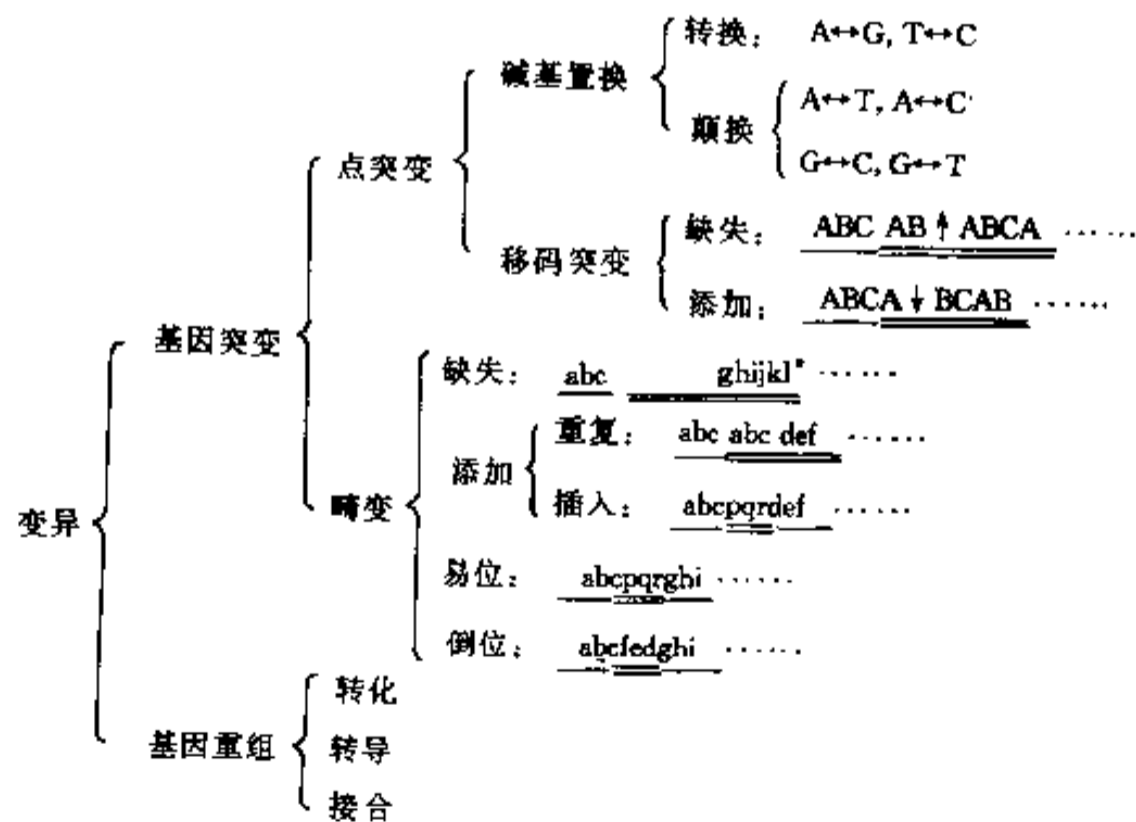 转换： A↔G, T↔C
碱基置换
颠换
A↔T, A↔C
G↔C, G↔T
点突变
缺失： ABC AB↑ABCA ……
移码突变
添加： ABCA↓BCAB ……
基因突变
缺失： abc ghijkl* ……
重复： abc abc def ……
添加
插入： abcpqrdef ……
畸变
变异
易位： abcpqrghi ……
倒位： abcfedghi ……
转化
基因重组
转导
接合